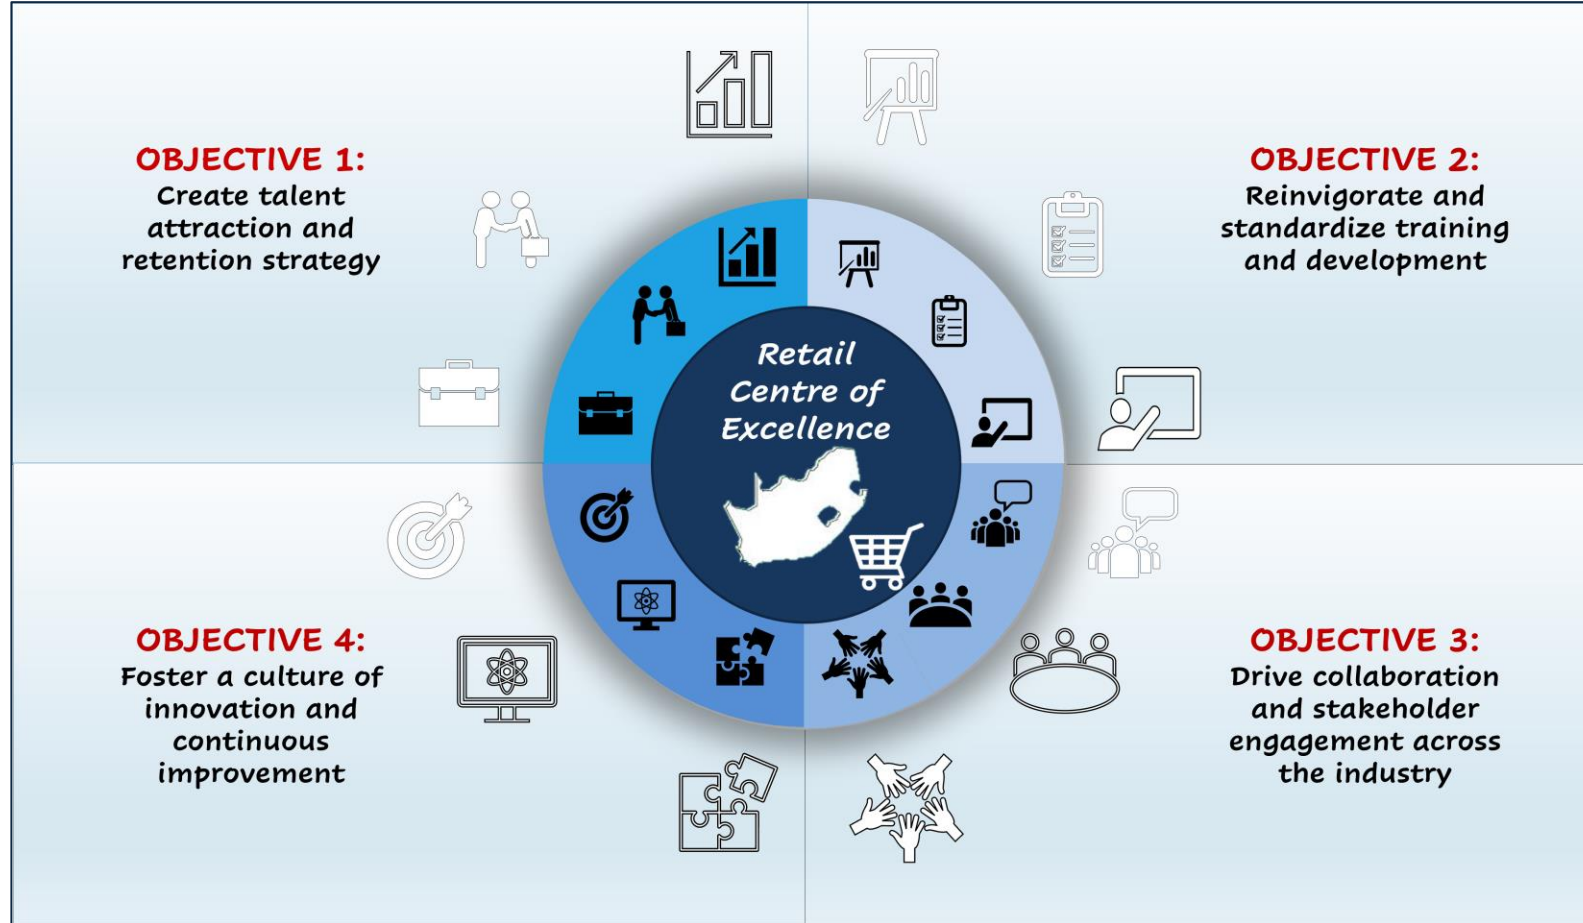 OBJECTIVE 1:
Create talent
attraction and
retention strategy
OBJECTIVE 2:
Reinvigorate and
standardize training
and development
Retail
Centre of
Excellence
OBJECTIVE 4:
Foster a culture of
innovation and
continuous
improvement
OBJECTIVE 3:
Drive collaboration
and stakeholder
engagement across
the industry